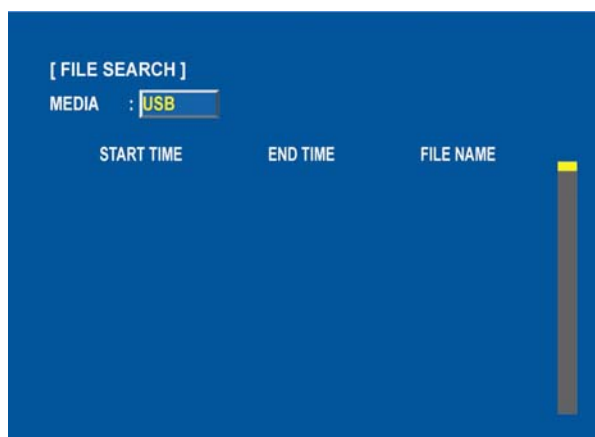 [ FILE SEARCH ]
MEDIA : USB
START TIME END TIME FILE NAME